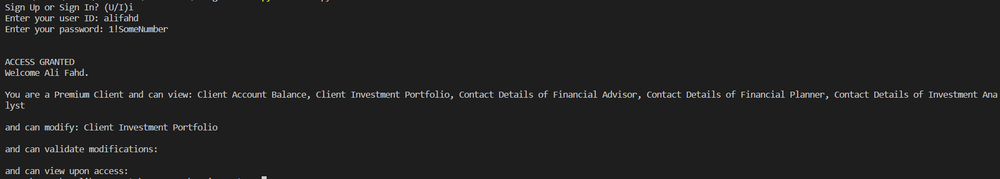 Sign Up or Sign In? (U/I)i
Enter your user ID: alifahd
Enter your password: 1!SomeNumber
ACCESS GRANTED
Welcome Ali Fahd.
You are a Premium Client and can view: Client Account Balance, Client Investment Portfolio, Contact Details of Financial Advisor, Contact Details of Financial Planner, Contact Details of Investment Ana
lyst
and can modify: Client Investment Portfolio
and can validate modifications:
and can view upon access: